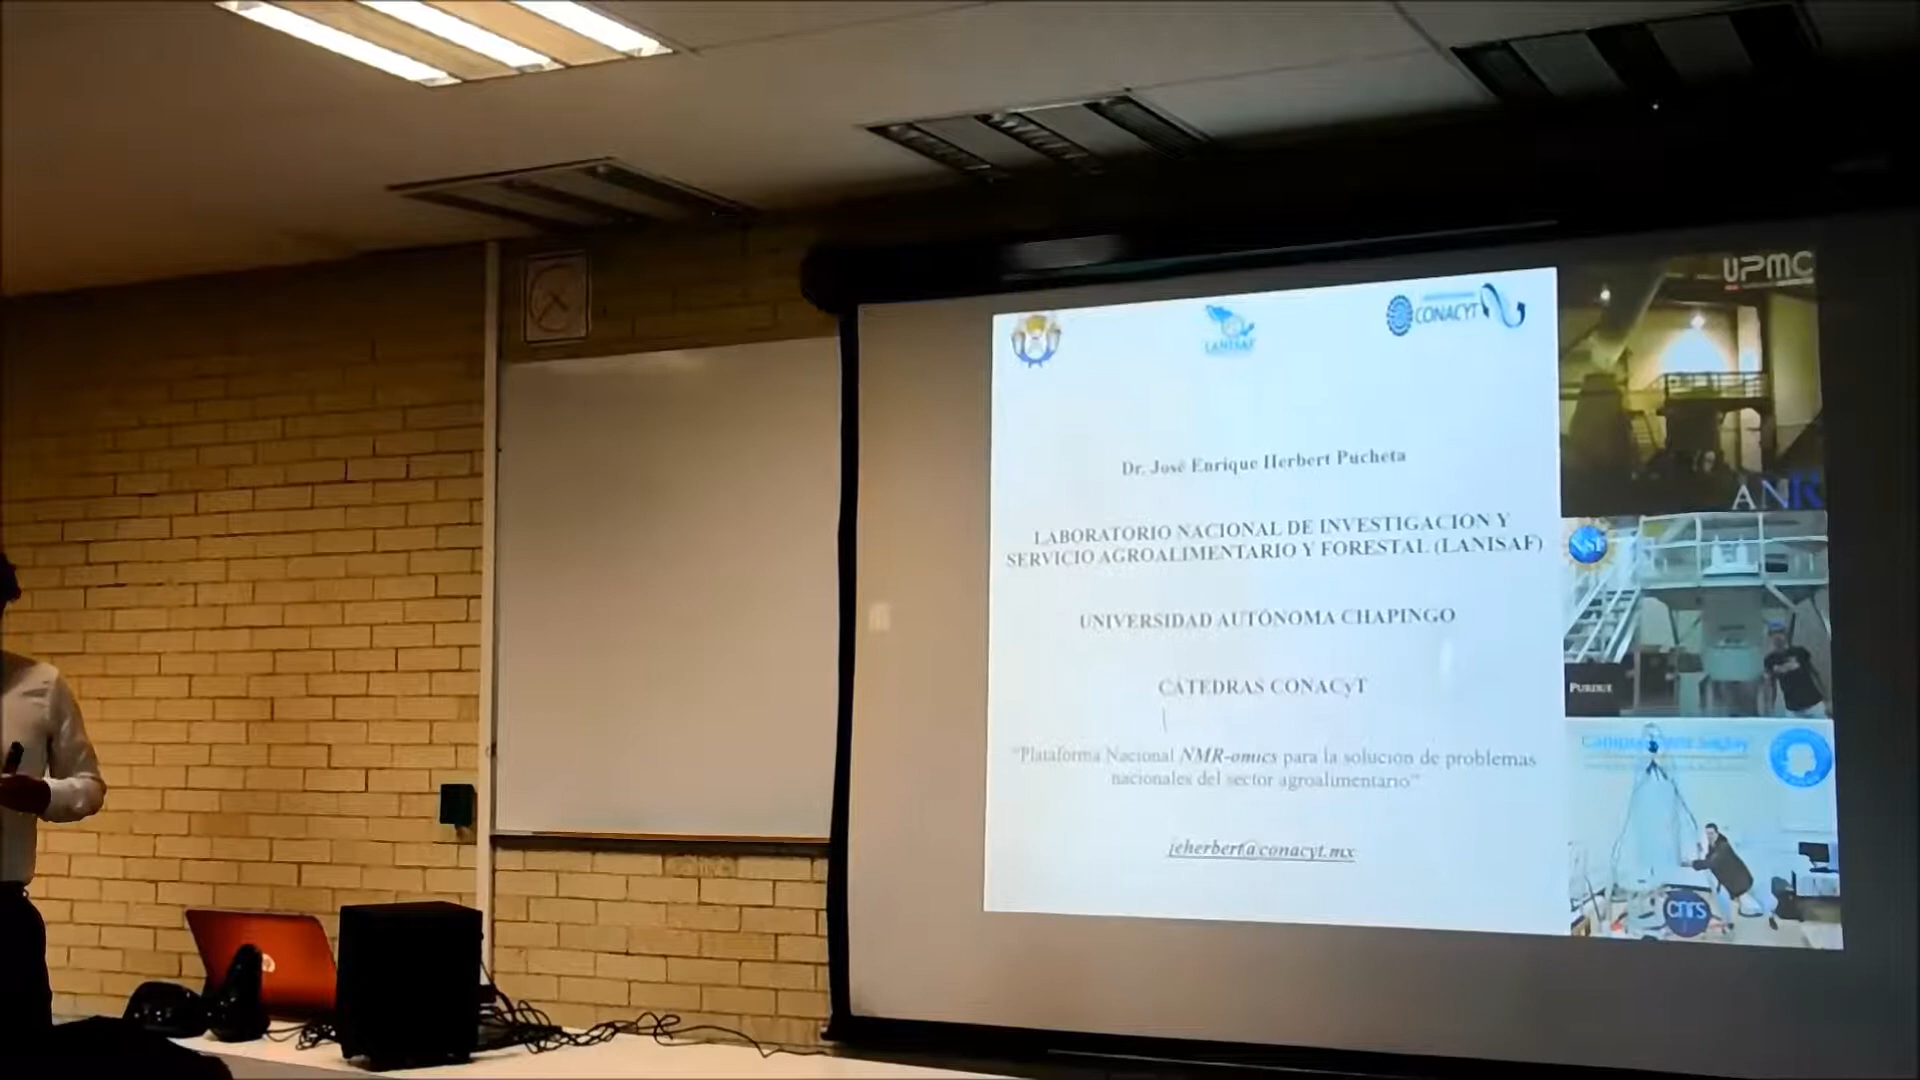 UPMC
CONACYT
LANISAF
Dr. José Enrique Herbert Pucheta
ANR
LABORATORIO NACIONAL DE INVESTIGACION Y
SERVICIO AGROALIMENTARIO Y FORESTAL (LANISAF)
NSF
UNIVERSIDAD AUTÓNOMA CHAPINGO
CATEDRAS CONACyT
PURDUE
"Plataforma Nacional NMR-omics para la solución de problemas
nacionales del sector agroalimentario"
jeherbert@conacyt.mx
cnrs